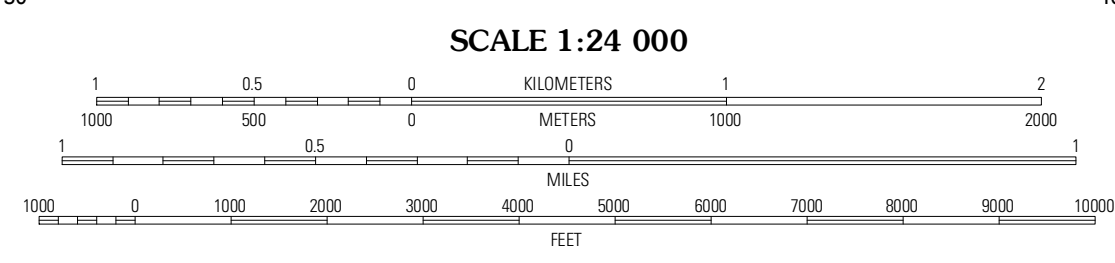 SCALE 1:24 000
1 0.5 0 KILOMETERS 1 2
1000 500 0 METERS 1000 2000
1 0.5 0 1
MILES
1000 0 1000 2000 3000 4000 5000 6000 7000 8000 9000 10000
FEET